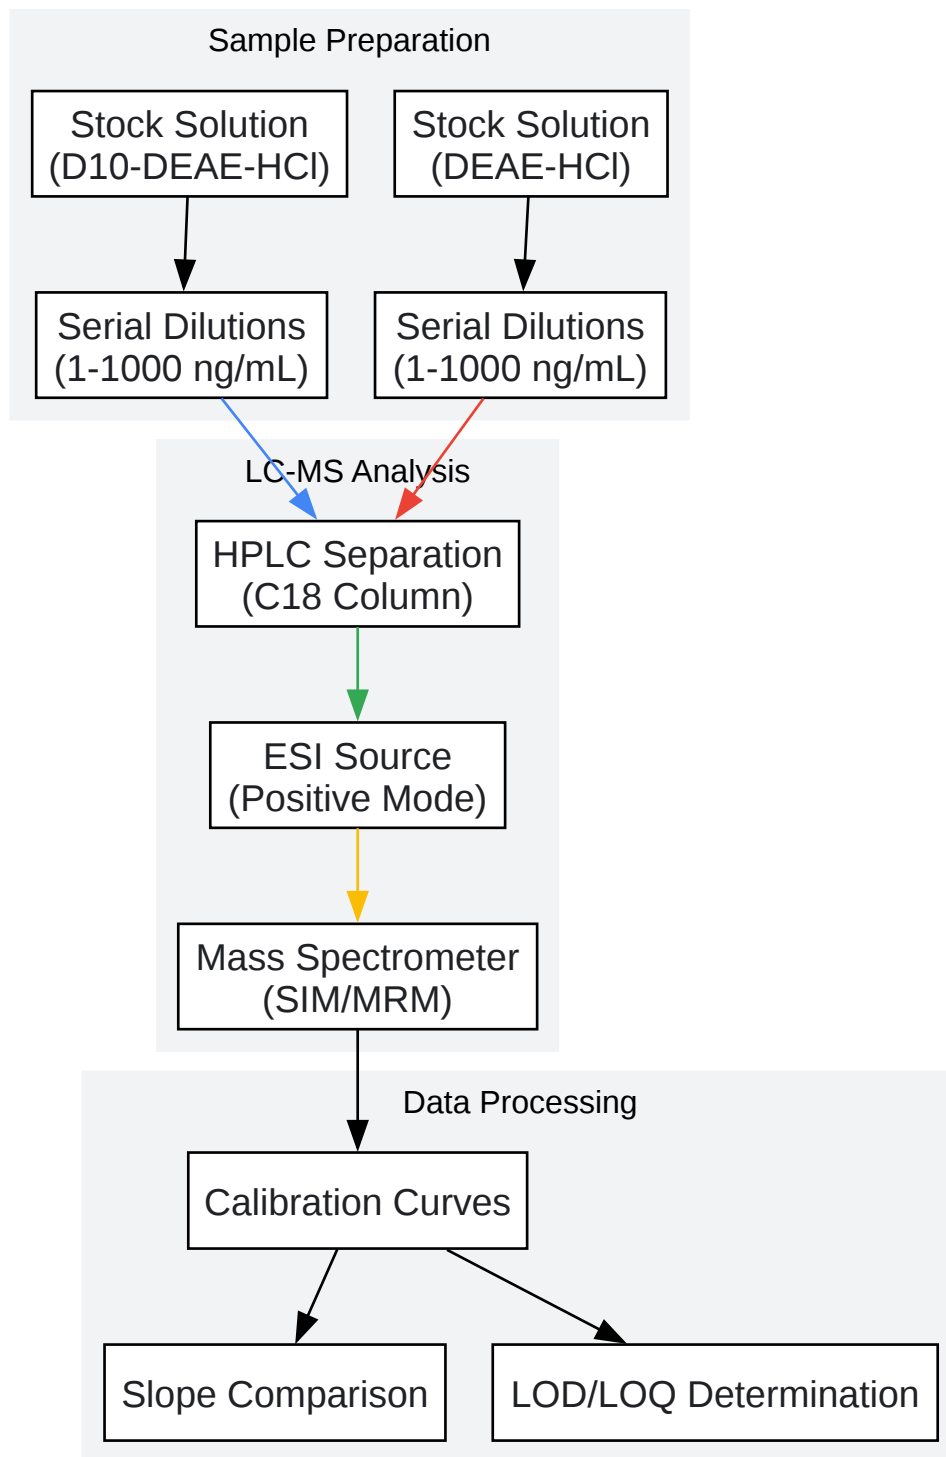 Sample Preparation
Stock Solution
(D10-DEAE-HCl)
Stock Solution
(DEAE-HCl)
Serial Dilutions
(1-1000 ng/mL)
Serial Dilutions
(1-1000 ng/mL)
LC-MS Analysis
HPLC Separation
(C18 Column)
ESI Source
(Positive Mode)
Mass Spectrometer
(SIM/MRM)
Data Processing
Calibration Curves
Slope Comparison
LOD/LOQ Determination